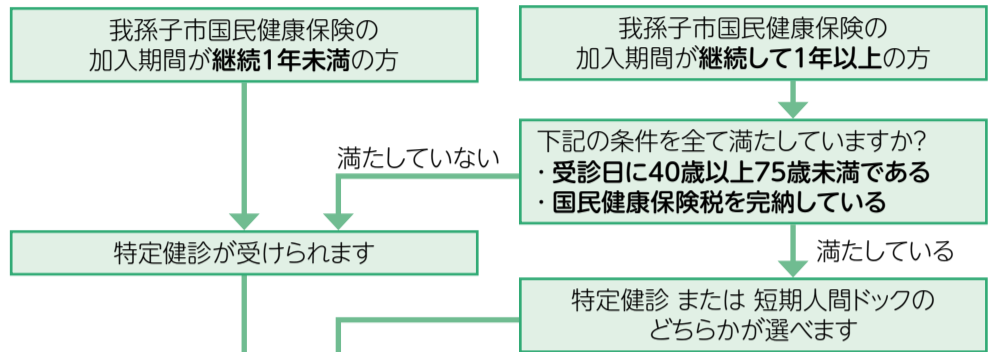 我孫子市国民健康保険の
加入期間が継続1年未満の方
我孫子市国民健康保険の
加入期間が継続して1年以上の方
下記の条件を全て満たしていますか?
・受診日に40歳以上75歳未満である
・国民健康保険税を完納している
満たしていない
特定健診が受けられます
満たしている
特定健診 または 短期人間ドックの
どちらかが選べます